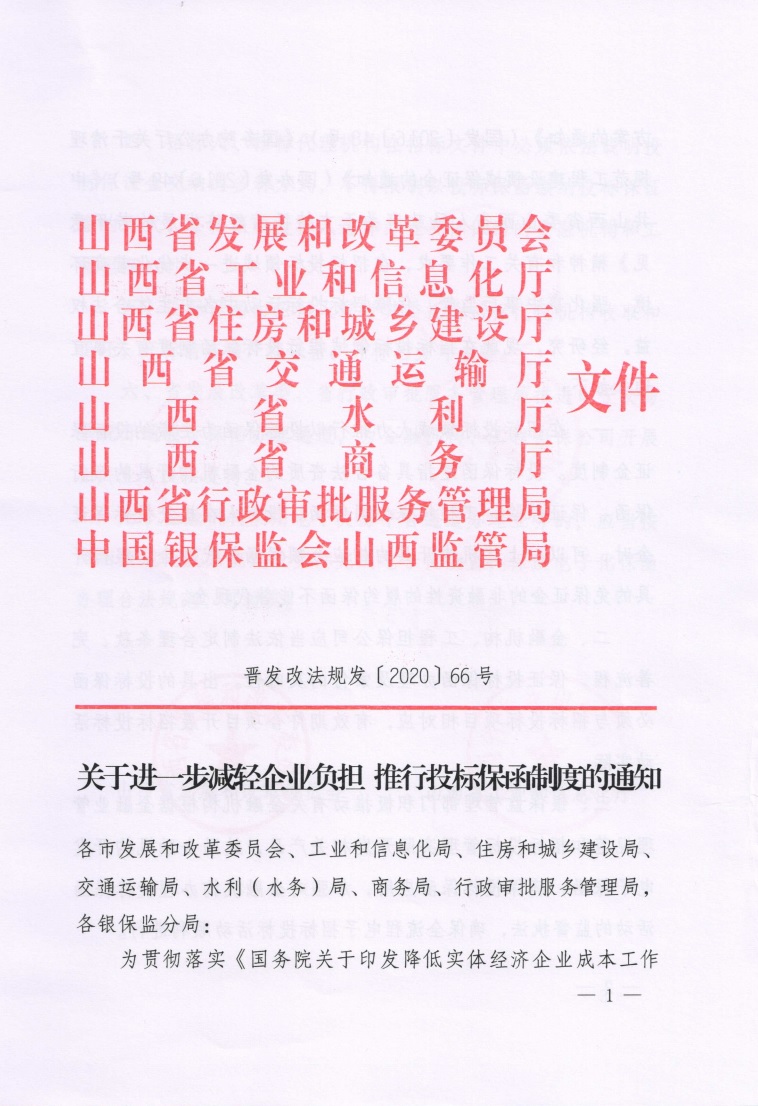 山西省发展和改革委员会
山西省工业和信息化厅
山西省住房和城乡建设厅
山西省交通运输厅
山西省水利厅
山西省商务厅
山西省行政审批服务管理局
中国银保监会山西监管局
文件
晋发改法规发〔2020〕66号
关于进一步减轻企业负担 推行投标保函制度的通知
各市发展和改革委员会、工业和信息化局、住房和城乡建设局、
交通运输局、水利（水务）局、商务局、行政审批服务管理局，
各银保监分局：
为贯彻落实《国务院关于印发降低实体经济企业成本工作
— 1 —